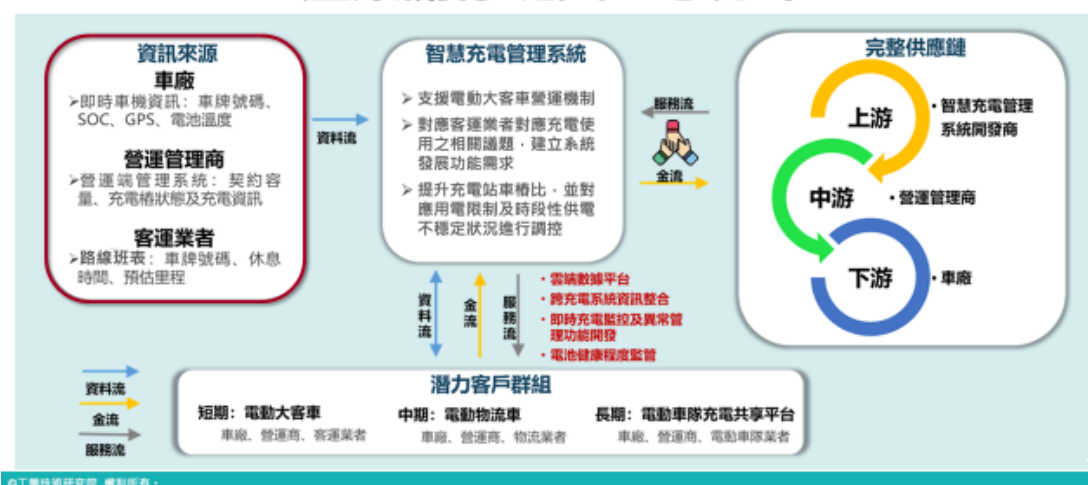 資訊來源
車廠
➢即時車機資訊：車牌號碼、
SOC、GPS、電池溫度
營運管理商
➢營運端管理系統：契約容
量、充電樁狀態及充電資訊
客運業者
➢路線班表：車牌號碼、休息
時間、預估里程
資料流
智慧充電管理系統
➢ 支援電動大客車營運機制
➢ 對應客運業者對應充電使
用之相關議題，建立系統
發展功能需求
➢ 提升充電站車樁比，並對
應用電限制及時段性供電
不穩定狀況進行調控
服務流
金流
完整供應鏈
上游
・智慧充電管理
系統開發商
中游
・營運管理商
下游
・車廠
資料流
金流
服務流
・雲端數據平台
・跨充電系統資訊整合
・即時充電監控及異常管
理功能開發
・電池健康程度監管
資料流
金流
服務流
潛力客戶群組
短期：電動大客車
車廠、營運商、客運業者
中期：電動物流車
車廠、營運商、物流業者
長期：電動車隊充電共享平台
車廠、營運商、電動車隊業者
©工業技術研究院 權利所有。